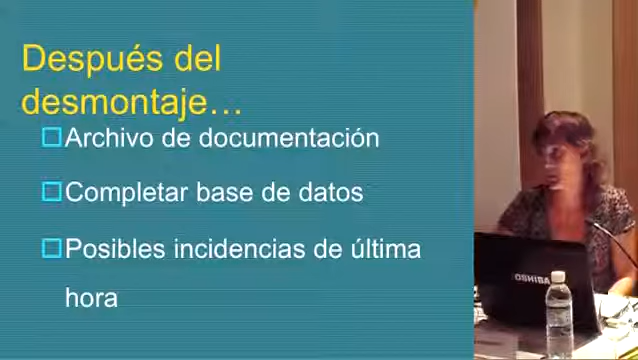 Después del
desmontaje…
Archivo de documentación
Completar base de datos
Posibles incidencias de última
hora
TOSHIBA